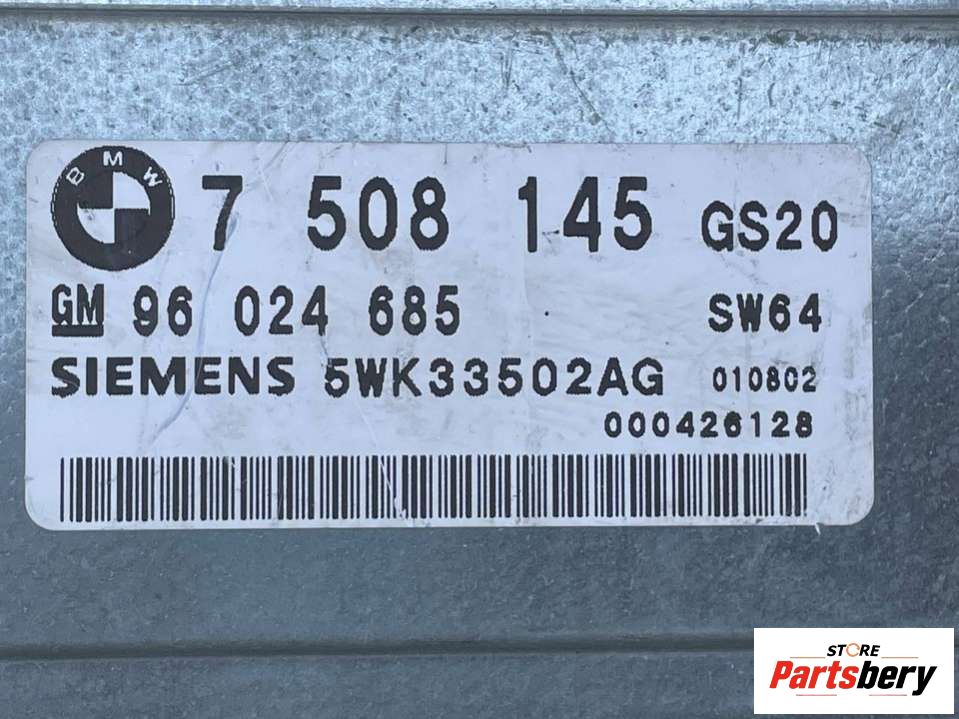 BMW 7 508 145 GS20
GM 96 024 685 SW64
SIEMENS 5WK33502AG 010802
000426128
STORE
Partsbery